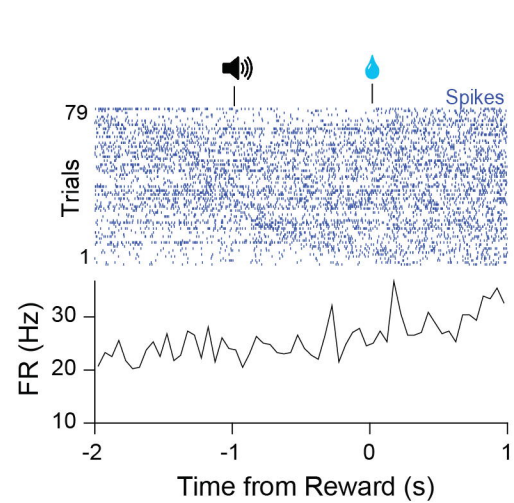 Spikes
79
Trials
1
FR (Hz)
30
20
10
-2 -1 0 1
Time from Reward (s)